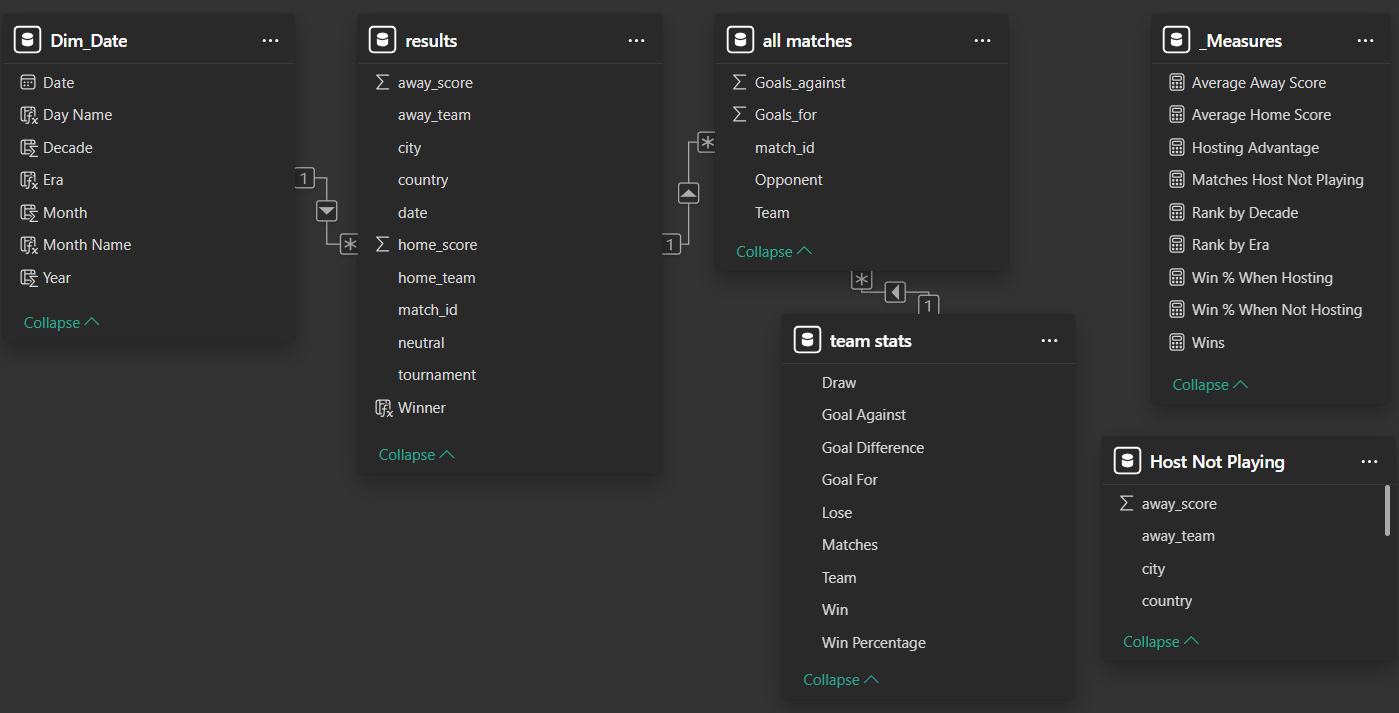 Dim_Date
Date
Day Name
Decade
Era
Month
Month Name
Year
Collapse
results
away_score
away_team
city
country
date
home_score
home_team
match_id
neutral
tournament
Winner
Collapse
all matches
Goals_against
Goals_for
match_id
Opponent
Team
Collapse
team stats
Draw
Goal Against
Goal Difference
Goal For
Lose
Matches
Team
Win
Win Percentage
Collapse
_Measures
Average Away Score
Average Home Score
Hosting Advantage
Matches Host Not Playing
Rank by Decade
Rank by Era
Win % When Hosting
Win % When Not Hosting
Wins
Collapse
Host Not Playing
away_score
away_team
city
country
Collapse
1
*
1
*
*
1